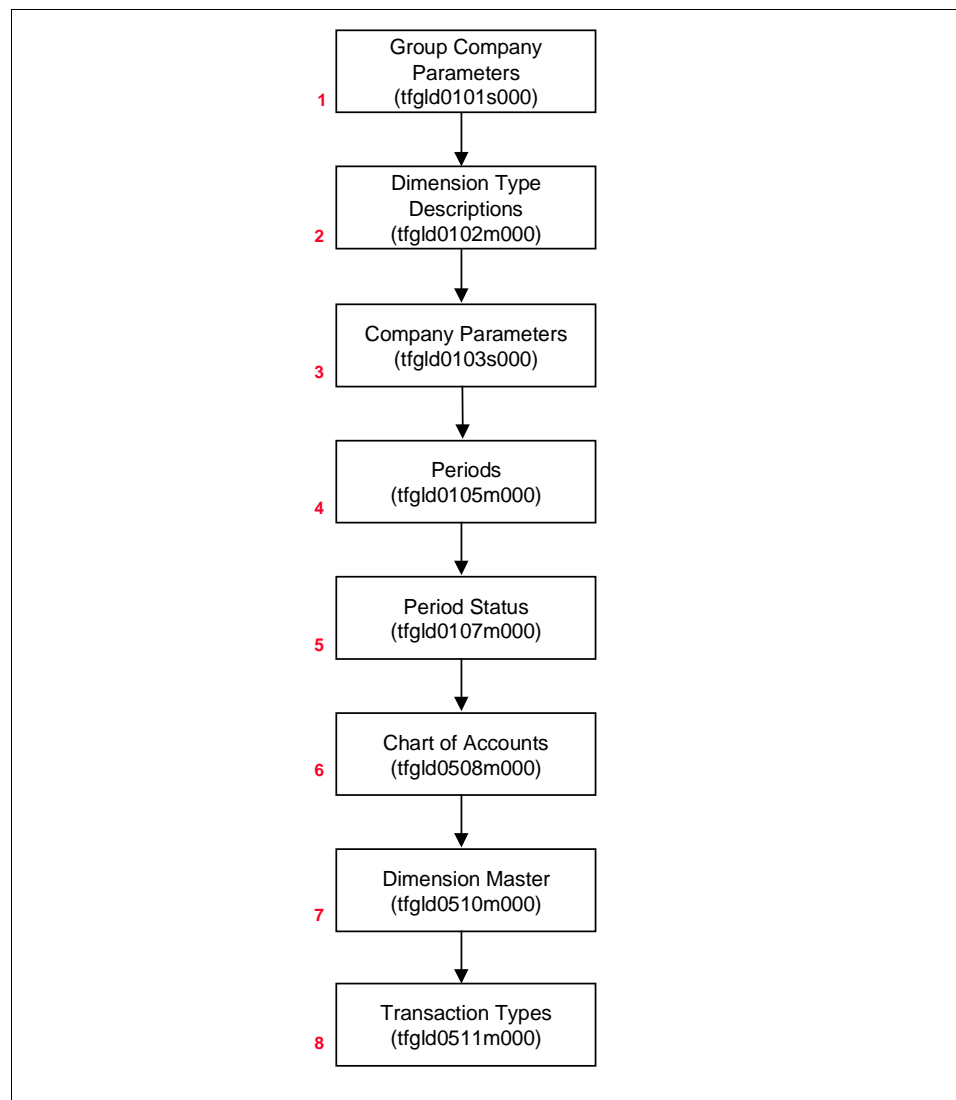 Group Company
Parameters
(tfgld0101s000)
1
Dimension Type
Descriptions
(tfgld0102m000)
2
Company Parameters
(tfgld0103s000)
3
Periods
(tfgld0105m000)
4
Period Status
(tfgld0107m000)
5
Chart of Accounts
(tfgld0508m000)
6
Dimension Master
(tfgld0510m000)
7
Transaction Types
(tfgld0511m000)
8